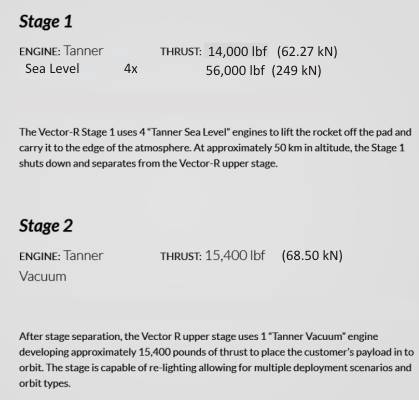 Stage 1
ENGINE: Tanner THRUST: 14,000 lbf (62.27 kN)
Sea Level 4x 56,000 lbf (249 kN)
The Vector-R Stage 1 uses 4 "Tanner Sea Level" engines to lift the rocket off the pad and
carry it to the edge of the atmosphere. At approximately 50 km in altitude, the Stage 1
shuts down and separates from the Vector-R upper stage.
Stage 2
ENGINE: Tanner THRUST: 15,400 lbf (68.50 kN)
Vacuum
After stage separation, the Vector R upper stage uses 1 "Tanner Vacuum" engine
developing approximately 15,400 pounds of thrust to place the customer's payload in to
orbit. The stage is capable of re-lighting allowing for multiple deployment scenarios and
orbit types.